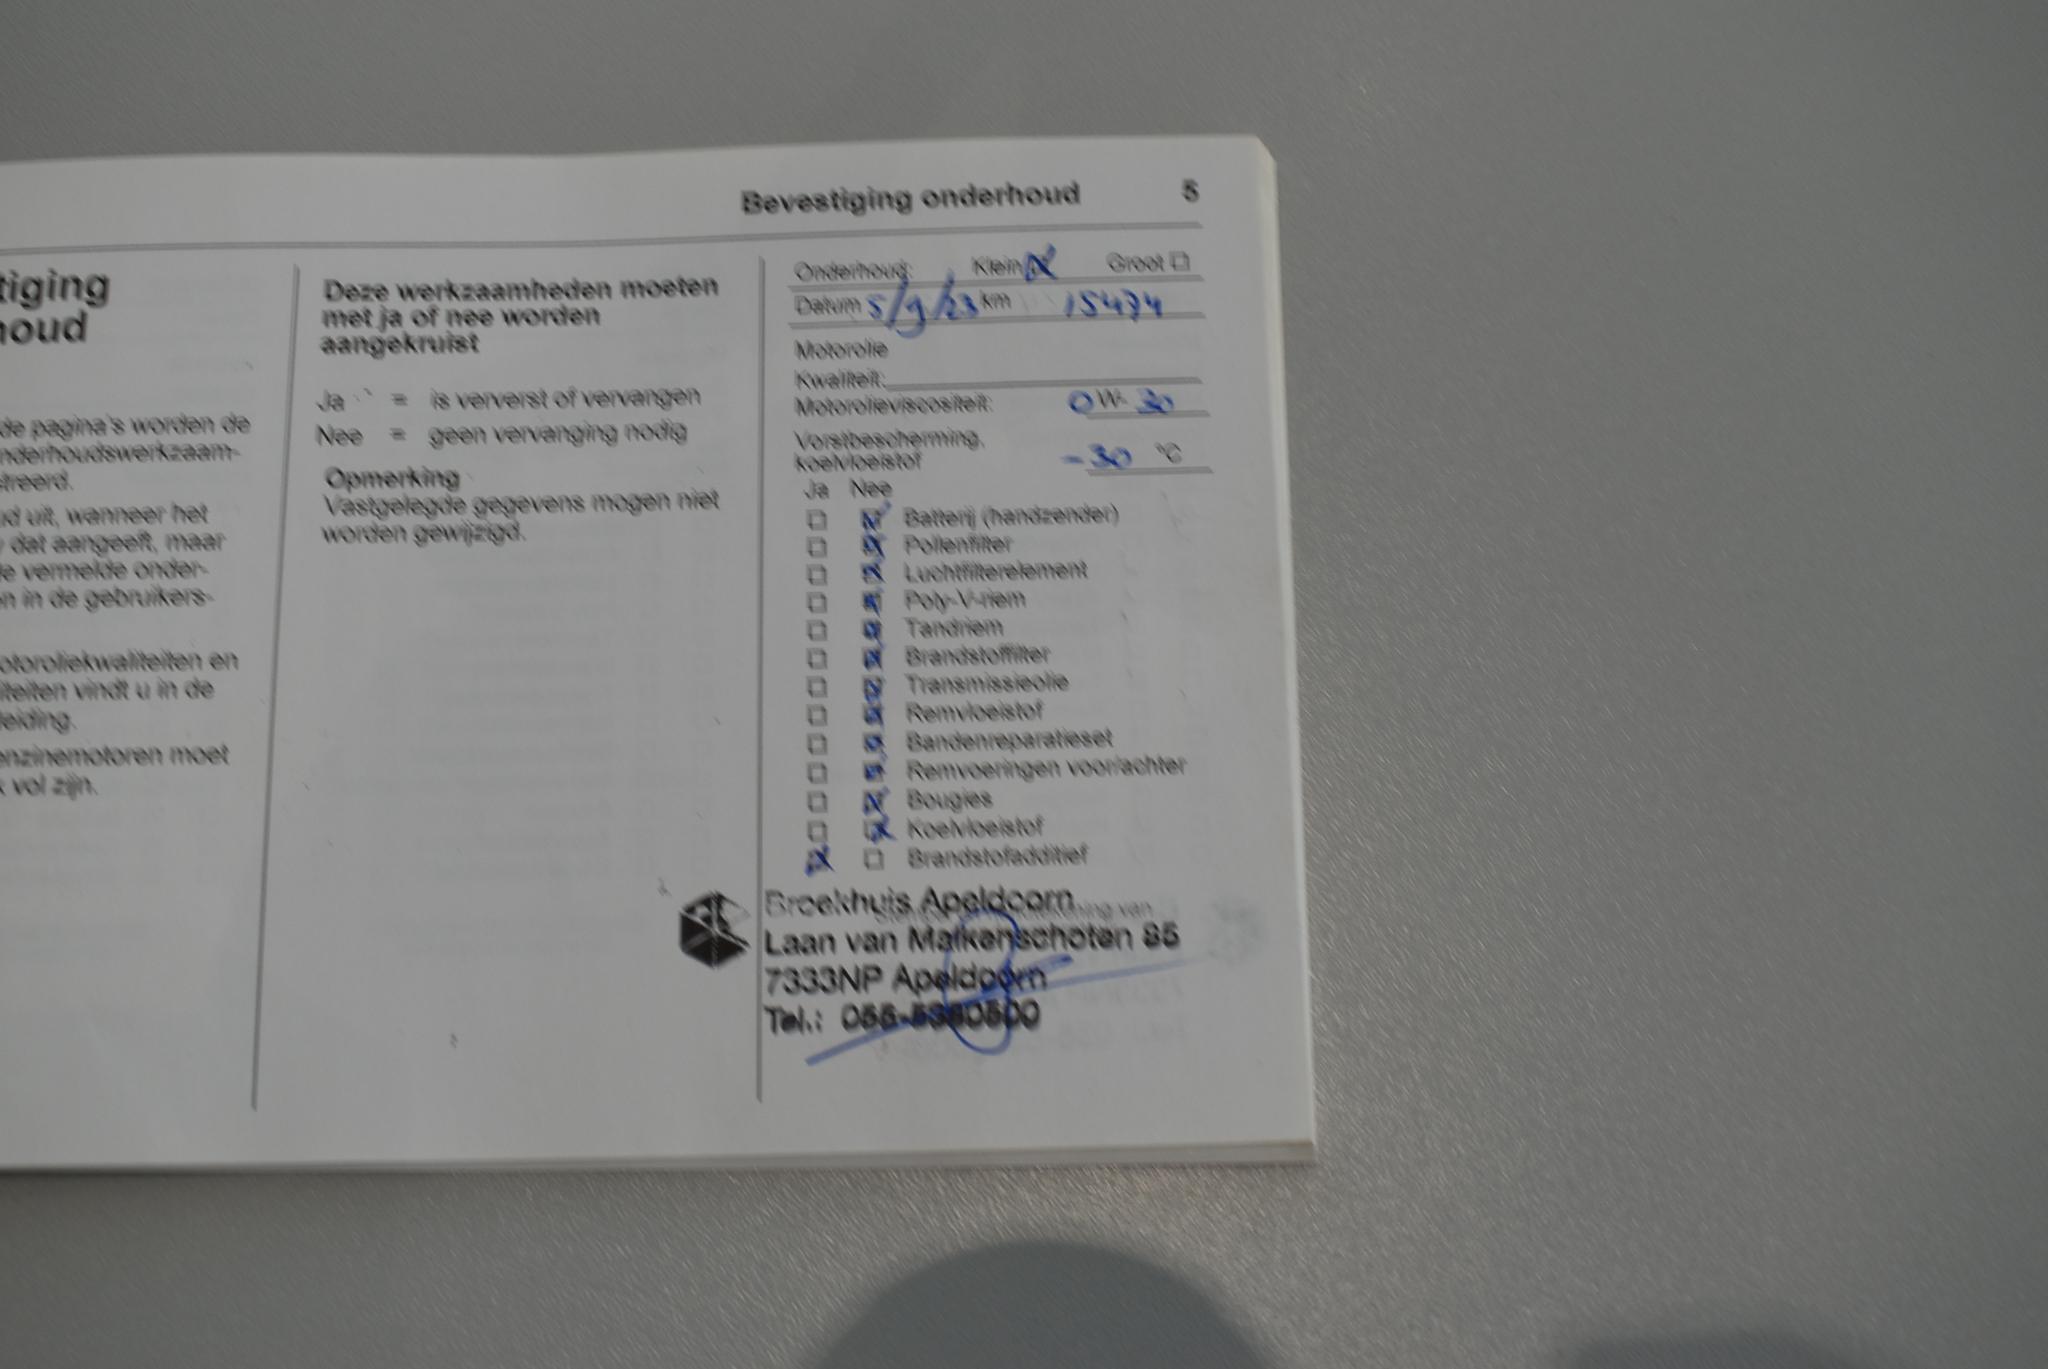 Bevestiging onderhoud 5
tiging
houd
de pagina's worden de
nderhoudswerkzaam-
streerd.
ud uit, wanneer het
dat aangeeft, maar
de vermelde onder-
en in de gebruikers-
otoroliekwaliteiten en
iteiten vindt u in de
leiding.
enzinemotoren moet
k vol zijn.
Deze werkzaamheden moeten
met ja of nee worden
aangekruist
Ja = is ververst of vervangen
Nee = geen vervanging nodig
Opmerking
Vastgelegde gegevens mogen niet
worden gewijzigd.
Onderhoud: Klein Groot
Datum 5/9/23 km 15474
Motorolie
Kwaliteit:
Motorolieviscositeit: 0 W- 30
Vorstbescherming,
koelvloeistof -30 °C
Ja Nee
Batterij (handzender)
Pollenfilter
Luchtfilterelement
Poly-V-riem
Tandriem
Brandstoffilter
Transmissieolie
Remvloeistof
Bandenreparatieset
Remvoeringen voor/achter
Bougies
Koelvloeistof
Brandstofadditief
Broekhuis Apeldoorn
Laan van Malkenschoten 85
7333NP Apeldoorn
Tel.: